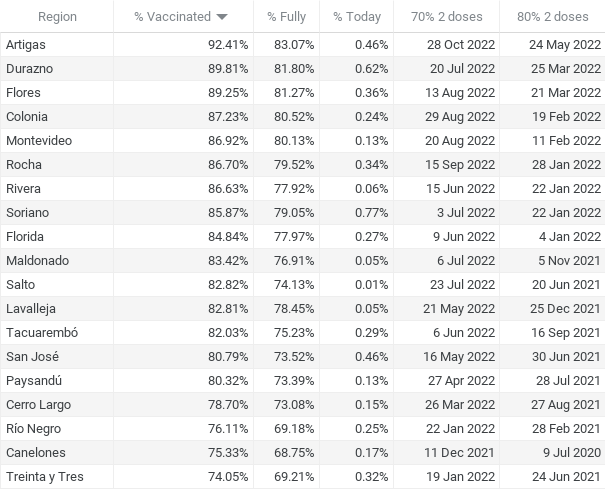 Region % Vaccinated % Fully % Today 70% 2 doses 80% 2 doses
Artigas 92.41% 83.07% 0.46% 28 Oct 2022 24 May 2022
Durazno 89.81% 81.80% 0.62% 20 Jul 2022 25 Mar 2022
Flores 89.25% 81.27% 0.36% 13 Aug 2022 21 Mar 2022
Colonia 87.23% 80.52% 0.24% 29 Aug 2022 19 Feb 2022
Montevideo 86.92% 80.13% 0.13% 20 Aug 2022 11 Feb 2022
Rocha 86.70% 79.52% 0.34% 15 Sep 2022 28 Jan 2022
Rivera 86.63% 77.92% 0.06% 15 Jun 2022 22 Jan 2022
Soriano 85.87% 79.05% 0.77% 3 Jul 2022 22 Jan 2022
Florida 84.84% 77.97% 0.27% 9 Jun 2022 4 Jan 2022
Maldonado 83.42% 76.91% 0.05% 6 Jul 2022 5 Nov 2021
Salto 82.82% 74.13% 0.01% 23 Jul 2022 20 Jun 2021
Lavalleja 82.81% 78.45% 0.05% 21 May 2022 25 Dec 2021
Tacuarembó 82.03% 75.23% 0.29% 6 Jun 2022 16 Sep 2021
San José 80.79% 73.52% 0.46% 16 May 2022 30 Jun 2021
Paysandú 80.32% 73.39% 0.13% 27 Apr 2022 28 Jul 2021
Cerro Largo 78.70% 73.08% 0.15% 26 Mar 2022 27 Aug 2021
Río Negro 76.11% 69.18% 0.25% 22 Jan 2022 28 Feb 2021
Canelones 75.33% 68.75% 0.17% 11 Dec 2021 9 Jul 2020
Treinta y Tres 74.05% 69.21% 0.32% 19 Jan 2022 24 Jun 2021